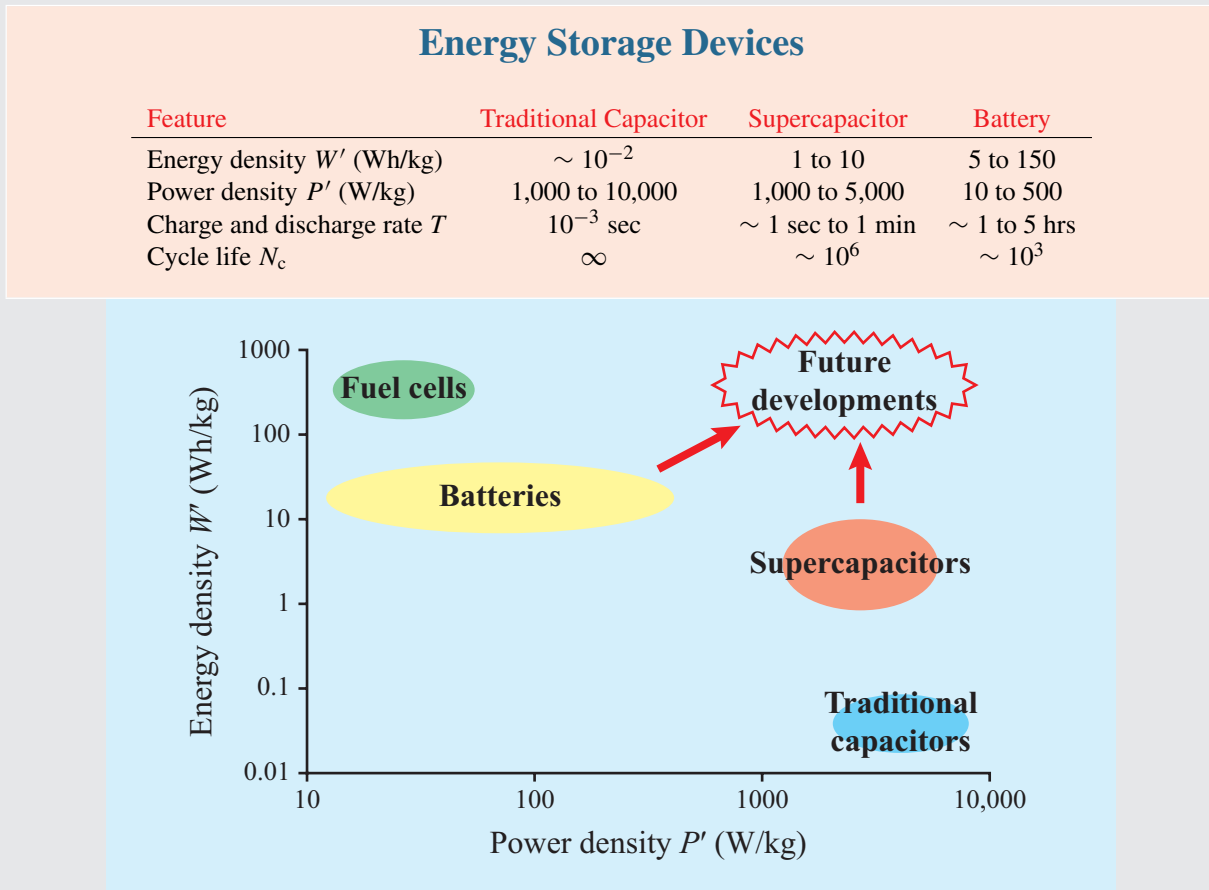 Energy Storage Devices
Feature Traditional Capacitor Supercapacitor Battery
Energy density W′ (Wh/kg) ∼ 10⁻² 1 to 10 5 to 150
Power density P′ (W/kg) 1,000 to 10,000 1,000 to 5,000 10 to 500
Charge and discharge rate T 10⁻³ sec ∼ 1 sec to 1 min ∼ 1 to 5 hrs
Cycle life N_c ∞ ∼ 10⁶ ∼ 10³
Energy density W′ (Wh/kg)
1000
100
10
1
0.1
0.01
Fuel cells
Future
developments
Batteries
Supercapacitors
Traditional
capacitors
10 100 1000 10,000
Power density P′ (W/kg)